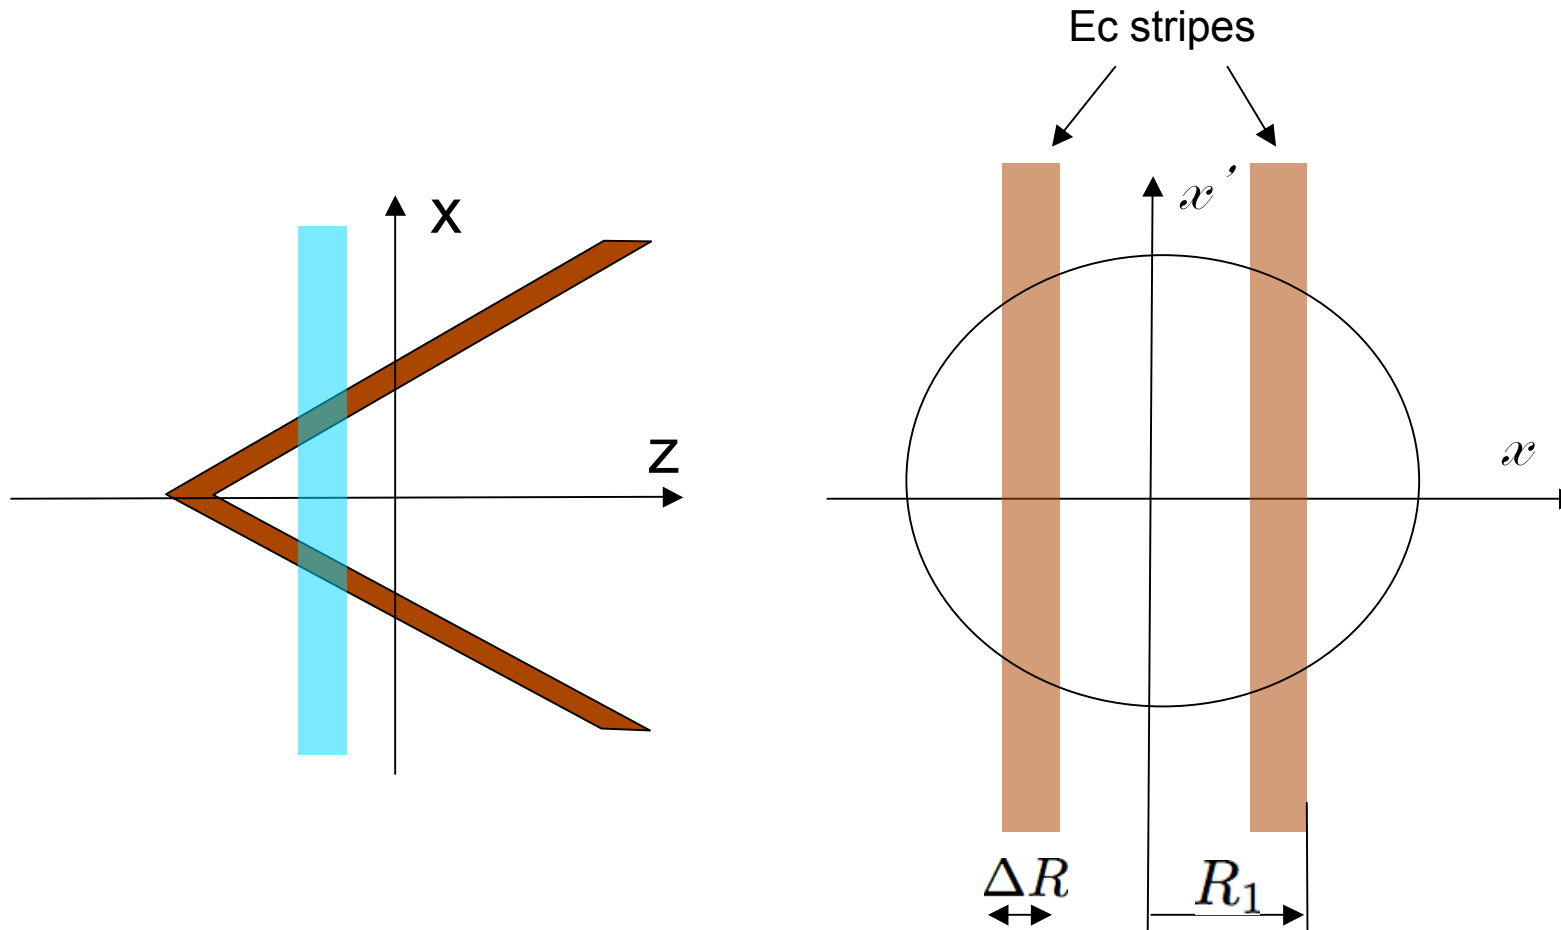 Ec stripes
x
x'
z
x
ΔR
R₁